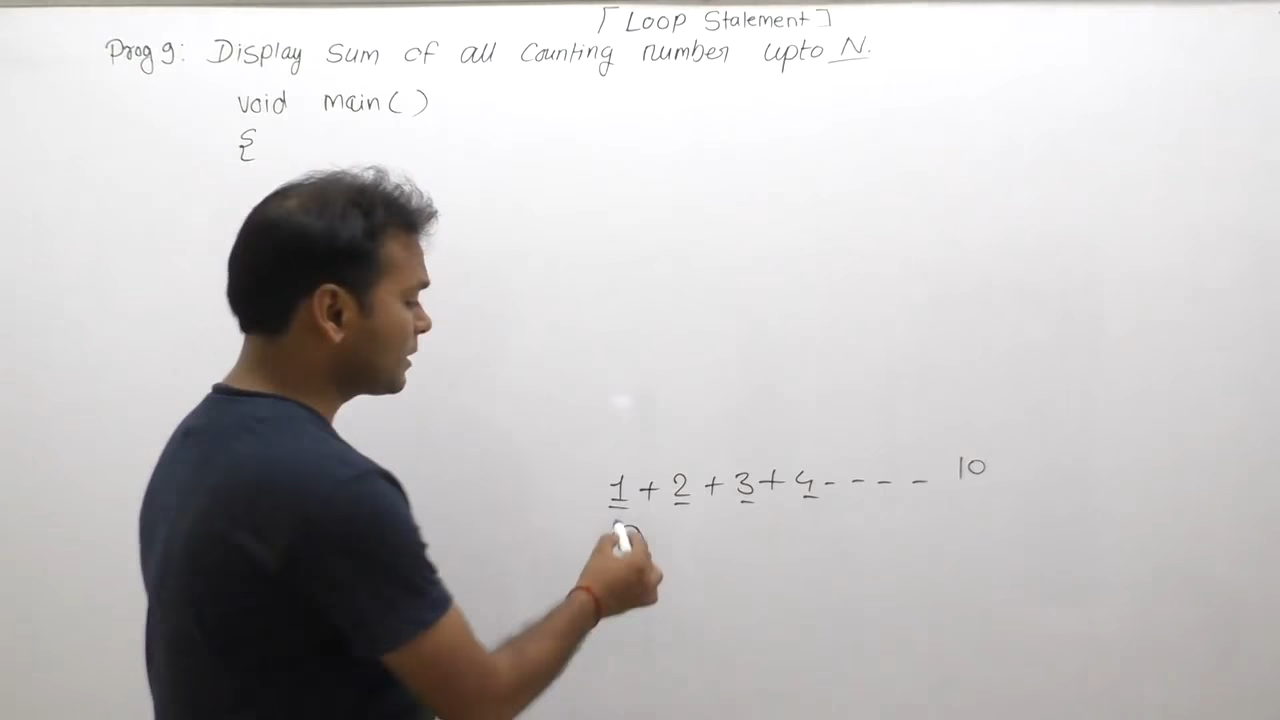 [Loop Statement]
Prog 9: Display sum of all Counting number upto N.
void main()
{
1 + 2 + 3 + 4 - - - - 10